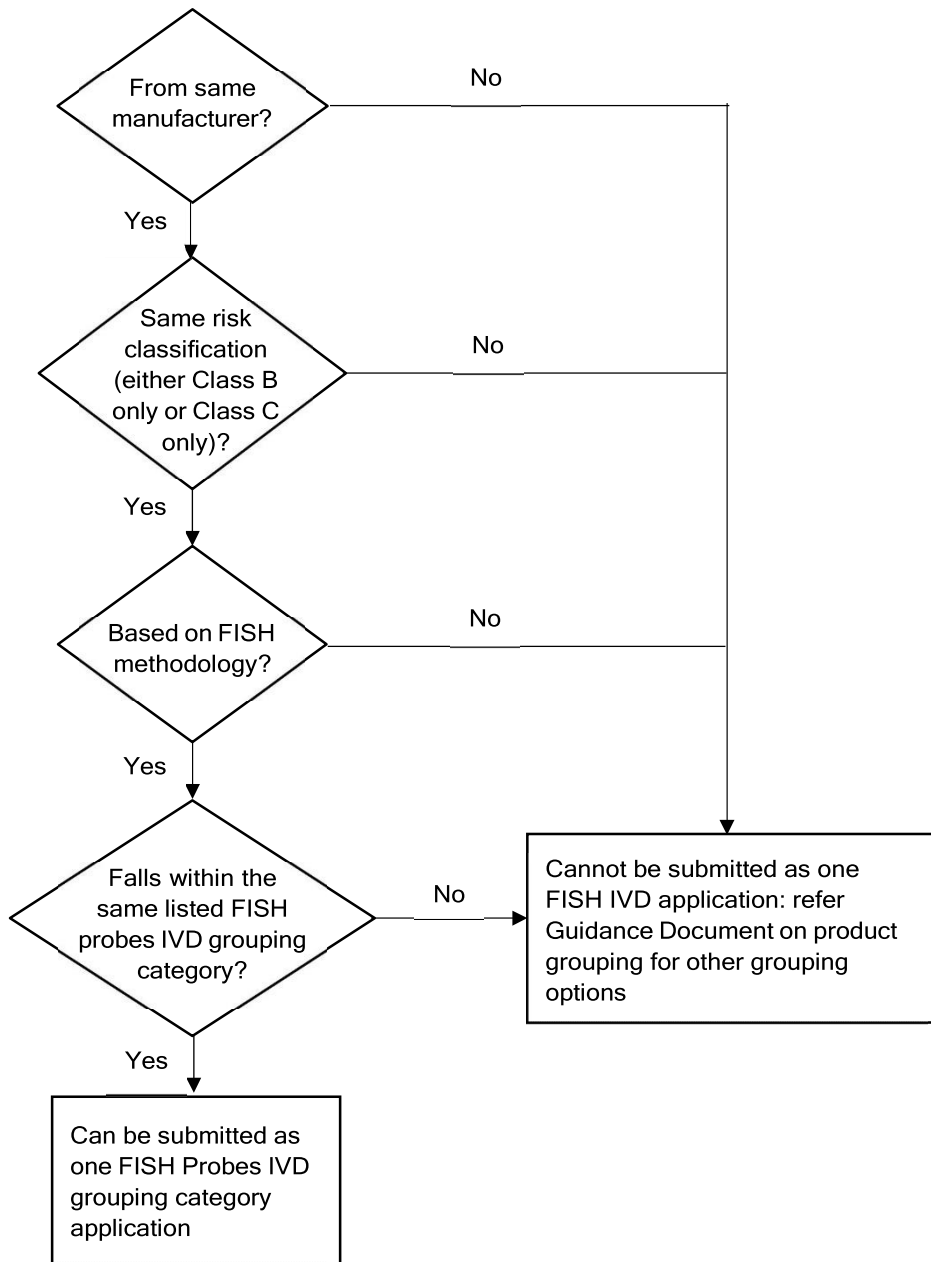 From same
manufacturer?
No
Yes
Same risk
classification
(either Class B
only or Class C
only)?
No
Yes
Based on FISH
methodology?
No
Yes
Falls within the
same listed FISH
probes IVD grouping
category?
No
Cannot be submitted as one
FISH IVD application: refer
Guidance Document on product
grouping for other grouping
options
Yes
Can be submitted as
one FISH Probes IVD
grouping category
application